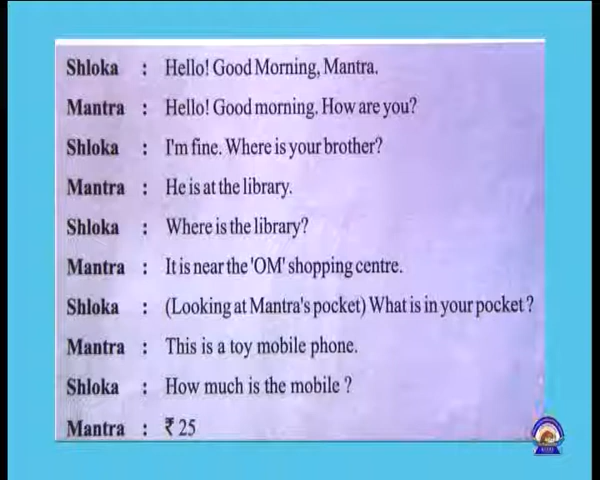 Shloka : Hello! Good Morning, Mantra.
Mantra : Hello! Good morning. How are you?
Shloka : I'm fine. Where is your brother?
Mantra : He is at the library.
Shloka : Where is the library?
Mantra : It is near the 'OM' shopping centre.
Shloka : (Looking at Mantra's pocket) What is in your pocket ?
Mantra : This is a toy mobile phone.
Shloka : How much is the mobile ?
Mantra : ₹ 25